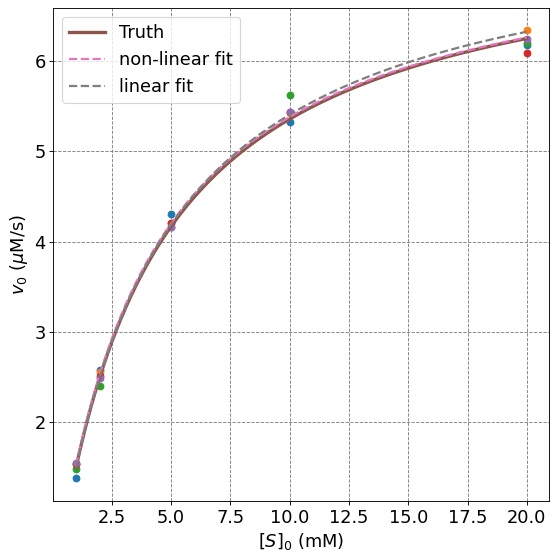 Truth
non-linear fit
linear fit
6
5
4
3
2
v₀ (μM/s)
2.5 5.0 7.5 10.0 12.5 15.0 17.5 20.0
[S]₀ (mM)